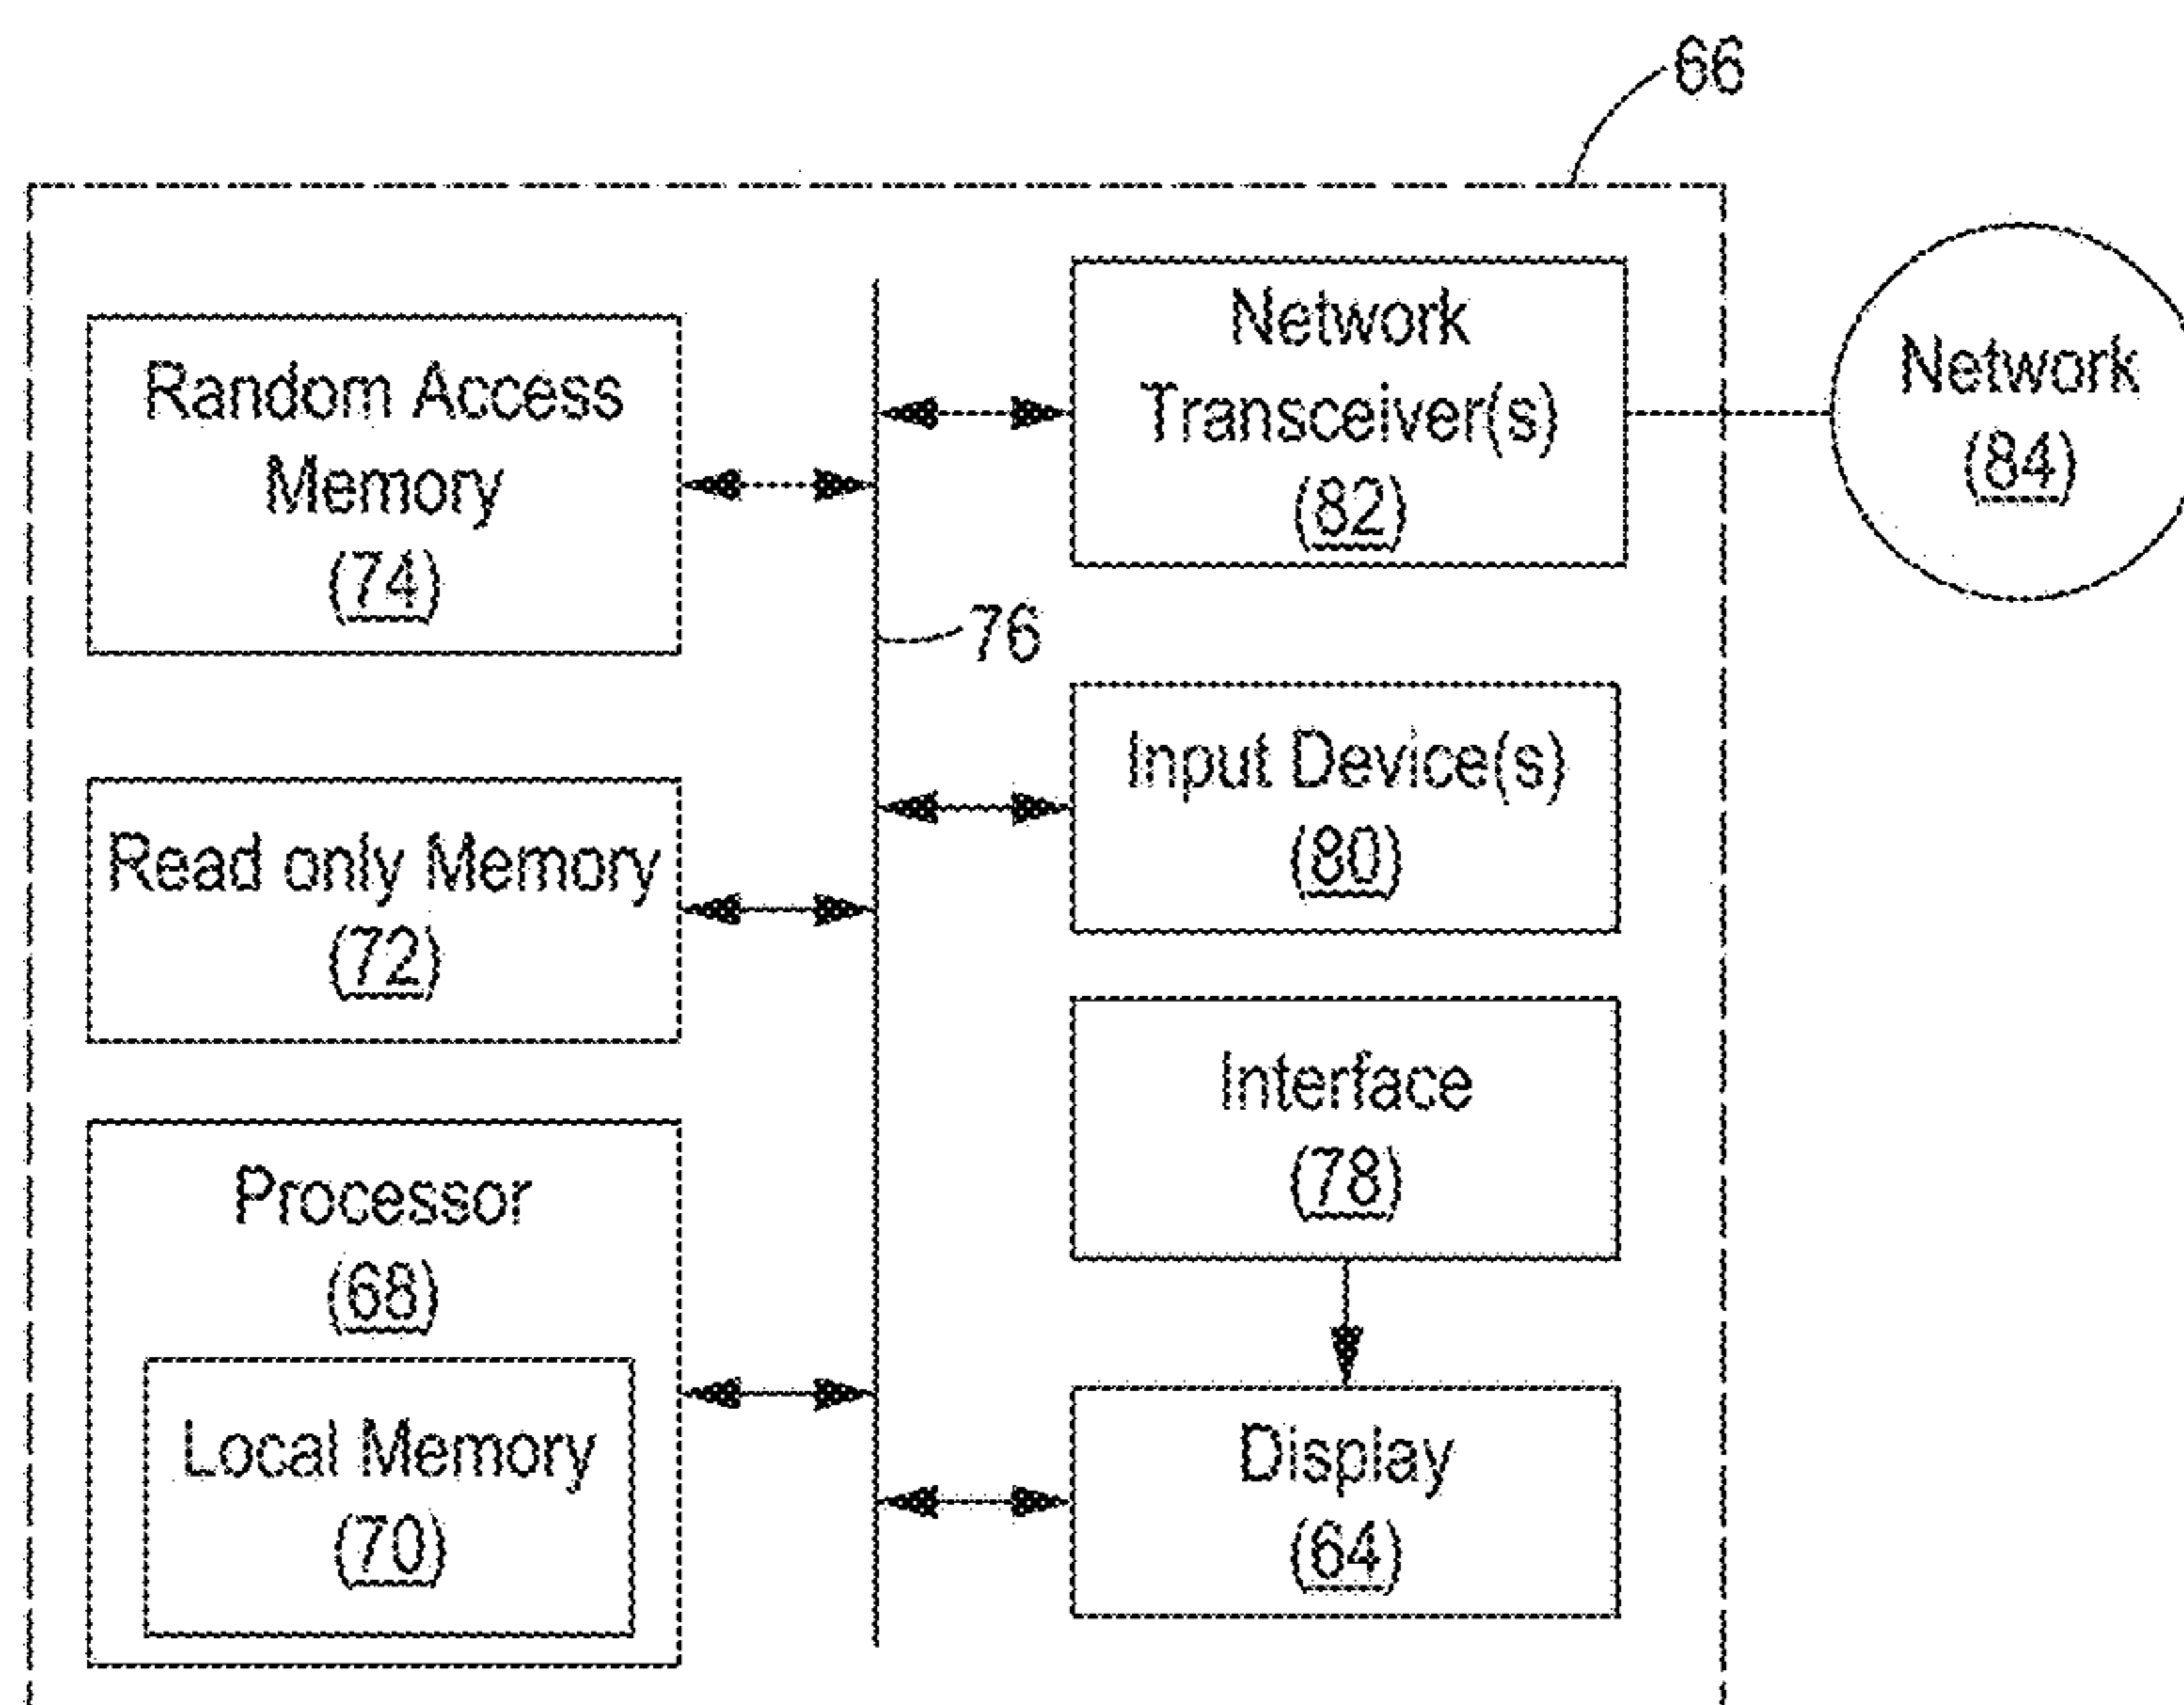 66
Random Access
Memory
(74)
Network
Transceiver(s)
(82)
Network
(84)
76
Read only Memory
(72)
Input Device(s)
(80)
Interface
(78)
Processor
(68)
Local Memory
(70)
Display
(64)